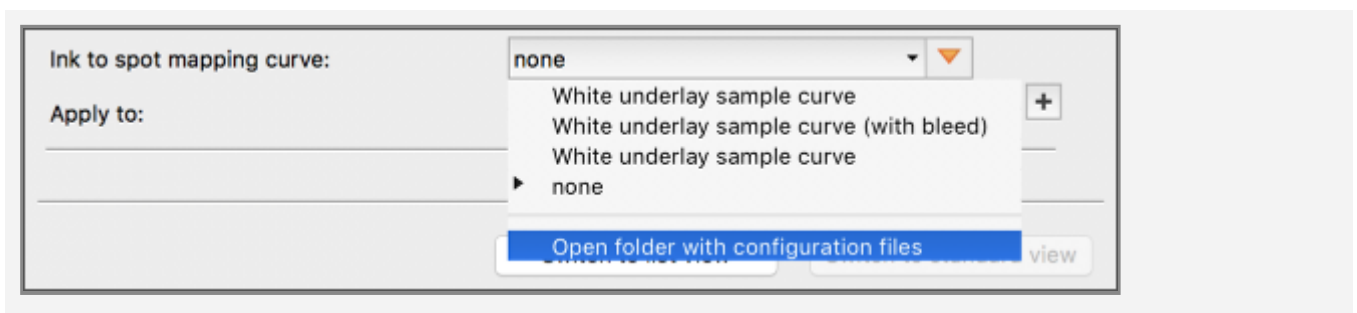 Ink to spot mapping curve:
none
White underlay sample curve
Apply to:
+
White underlay sample curve (with bleed)
White underlay sample curve
none
Open folder with configuration files
view